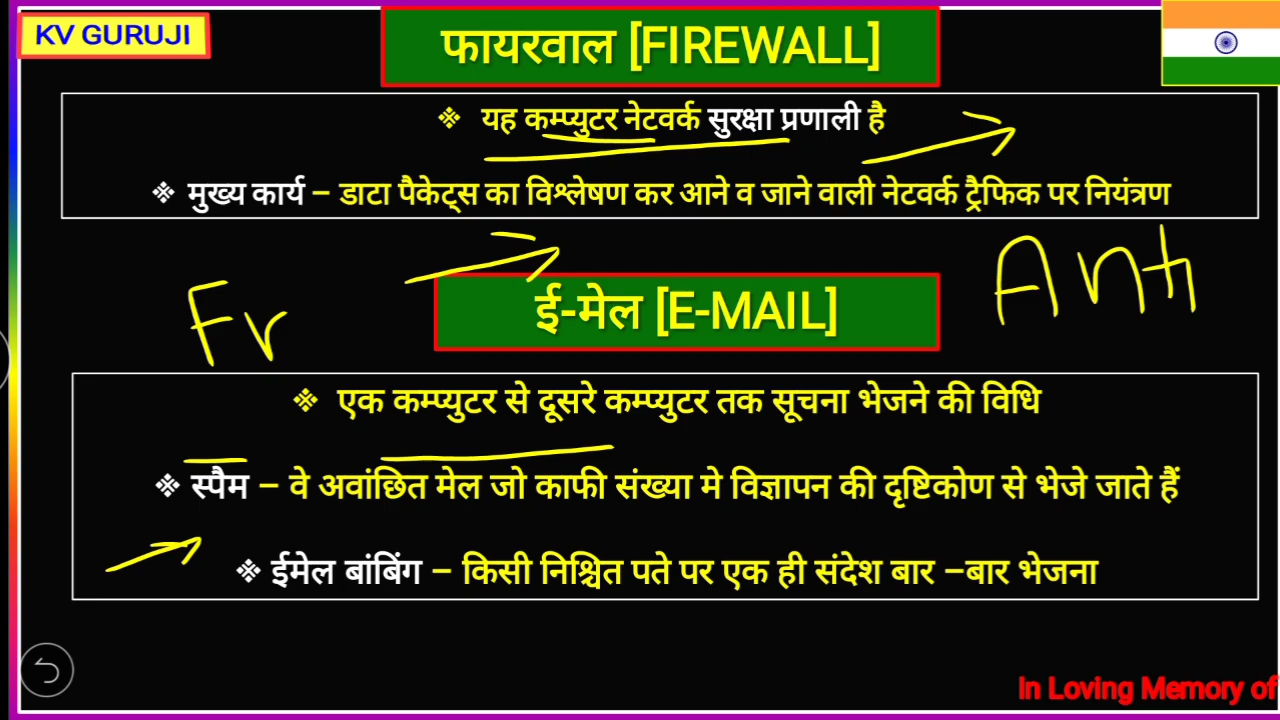 KV GURUJI
फायरवाल [FIREWALL]
❖ यह कम्प्युटर नेटवर्क सुरक्षा प्रणाली है
❖ मुख्य कार्य – डाटा पैकेट्स का विश्लेषण कर आने व जाने वाली नेटवर्क ट्रैफिक पर नियंत्रण
Anti
Fr
ई-मेल [E-MAIL]
❖ एक कम्प्युटर से दूसरे कम्प्युटर तक सूचना भेजने की विधि
❖ स्पैम – वे अवांछित मेल जो काफी संख्या मे विज्ञापन की दृष्टिकोण से भेजे जाते हैं
❖ ईमेल बांबिंग – किसी निश्चित पते पर एक ही संदेश बार –बार भेजना
In Loving Memory of